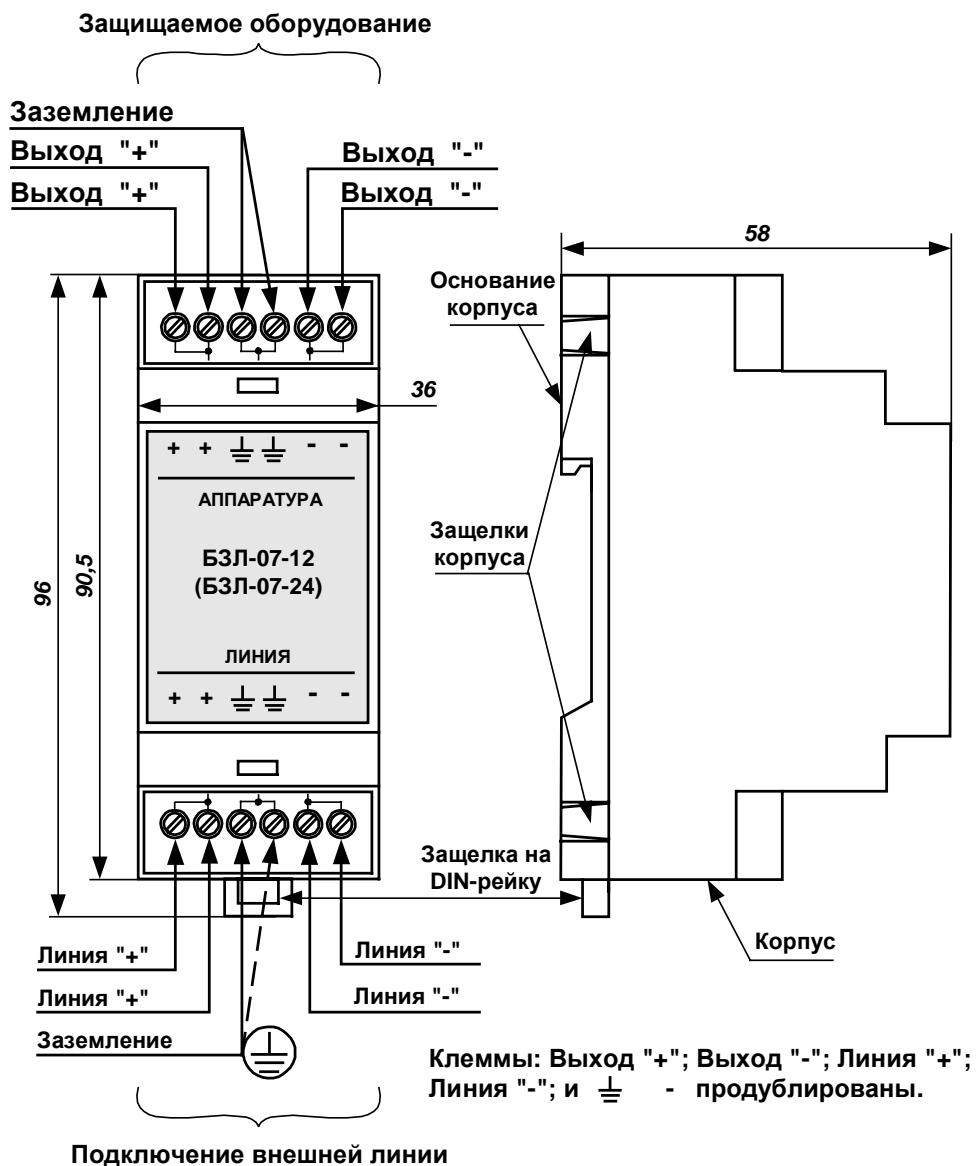 Защищаемое оборудование
Заземление
Выход "+"
Выход "-"
Выход "+"
Выход "-"
58
Основание
корпуса
36
+ + - -
АППАРАТУРА
БЗЛ-07-12
(БЗЛ-07-24)
Защелки
корпуса
96
90,5
ЛИНИЯ
+ + - -
Защелка на
DIN-рейку
Корпус
Линия "+"
Линия "-"
Линия "+"
Линия "-"
Заземление
Клеммы: Выход "+"; Выход "-"; Линия "+";
Линия "-"; и ⏚ - продублированы.
Подключение внешней линии